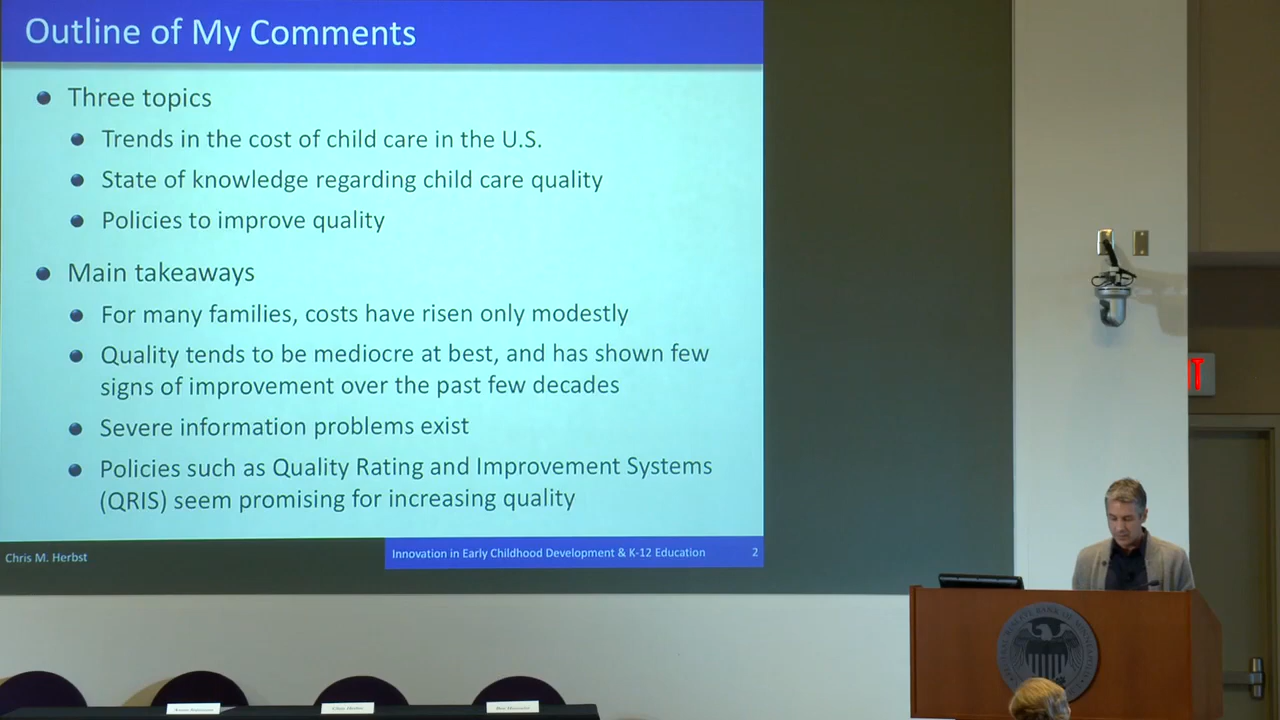 Outline of My Comments
Three topics
Trends in the cost of child care in the U.S.
State of knowledge regarding child care quality
Policies to improve quality
Main takeaways
For many families, costs have risen only modestly
Quality tends to be mediocre at best, and has shown few
signs of improvement over the past few decades
Severe information problems exist
Policies such as Quality Rating and Improvement Systems
(QRIS) seem promising for increasing quality
Chris M. Herbst
Innovation in Early Childhood Development & K-12 Education 2
IT